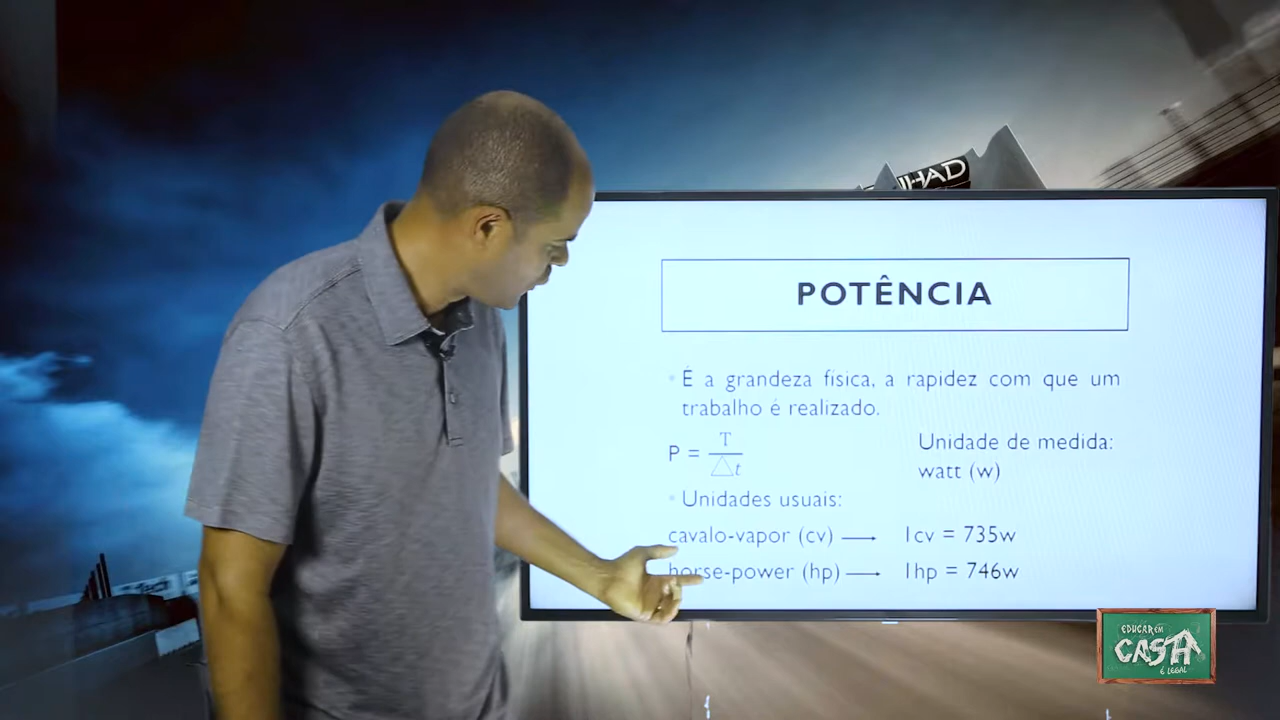 IHAD
POTÊNCIA
É a grandeza física, a rapidez com que um
trabalho é realizado.
P = T / △t
Unidade de medida:
watt (w)
Unidades usuais:
cavalo-vapor (cv) → 1cv = 735w
horse-power (hp) → 1hp = 746w
EDUCAR EM
CASA
É LEGAL